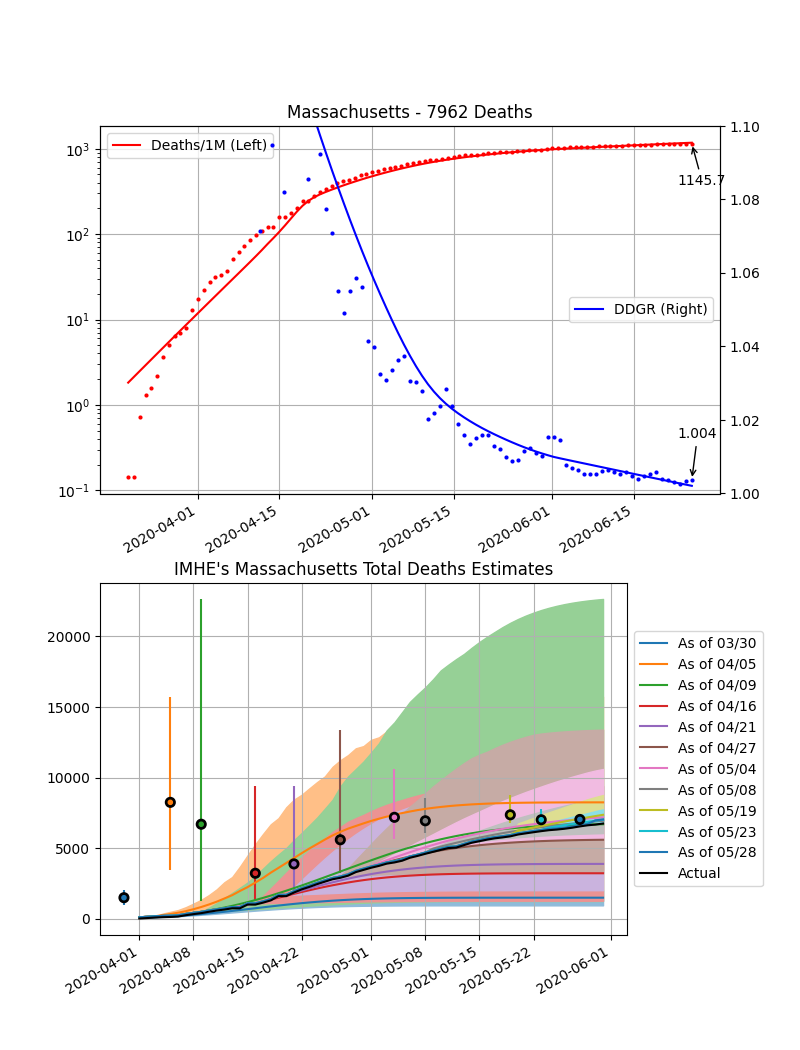 Massachusetts - 7962 Deaths
10³
10²
10¹
10⁰
10⁻¹
Deaths/1M (Left)
1.10
1.08
1.06
1.04
1.02
1.00
1145.7
DDGR (Right)
1.004
2020-04-01
2020-04-15
2020-05-01
2020-05-15
2020-06-01
2020-06-15
IMHE's Massachusetts Total Deaths Estimates
20000
15000
10000
5000
0
As of 03/30
As of 04/05
As of 04/09
As of 04/16
As of 04/21
As of 04/27
As of 05/04
As of 05/08
As of 05/19
As of 05/23
As of 05/28
Actual
2020-04-01
2020-04-08
2020-04-15
2020-04-22
2020-05-01
2020-05-08
2020-05-15
2020-05-22
2020-06-01